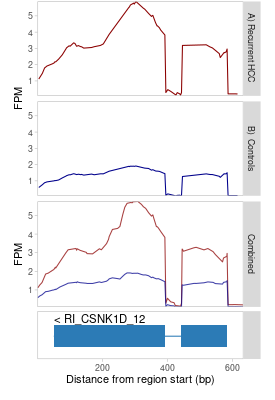 5
4
3
2
1
A) Recurrent HCC
FPM
5
4
3
2
1
B) Controls
5
4
3
2
1
Combined
FPM
< RI_CSNK1D_12
200
400
600
Distance from region start (bp)